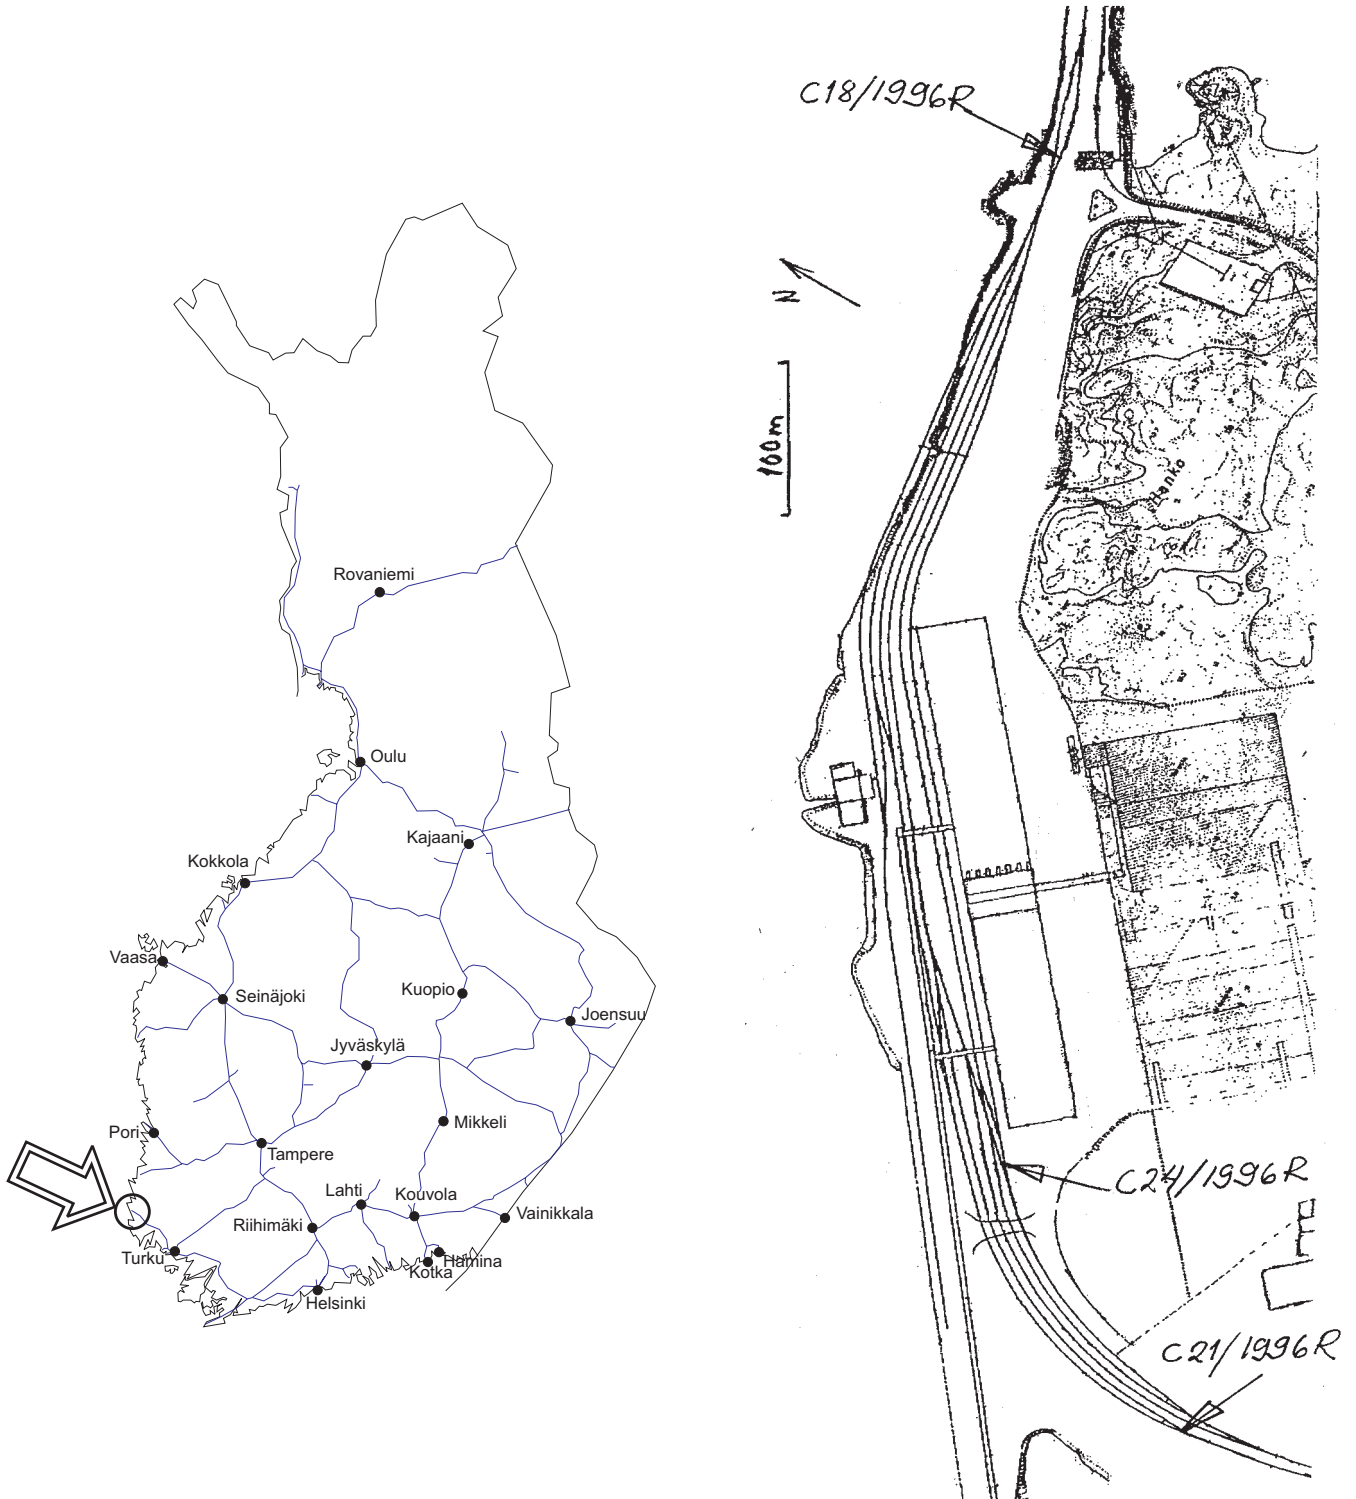 Rovaniemi
Oulu
Kajaani
Kokkola
Vaasa
Seinäjoki
Kuopio
Joensuu
Jyväskylä
Mikkeli
Pori
Tampere
Lahti
Kouvola
Riihimäki
Vainikkala
Turku
Hamina
Kotka
Helsinki
C18/1996R
N
100m
Hanko
C24/1996R
C21/1996R